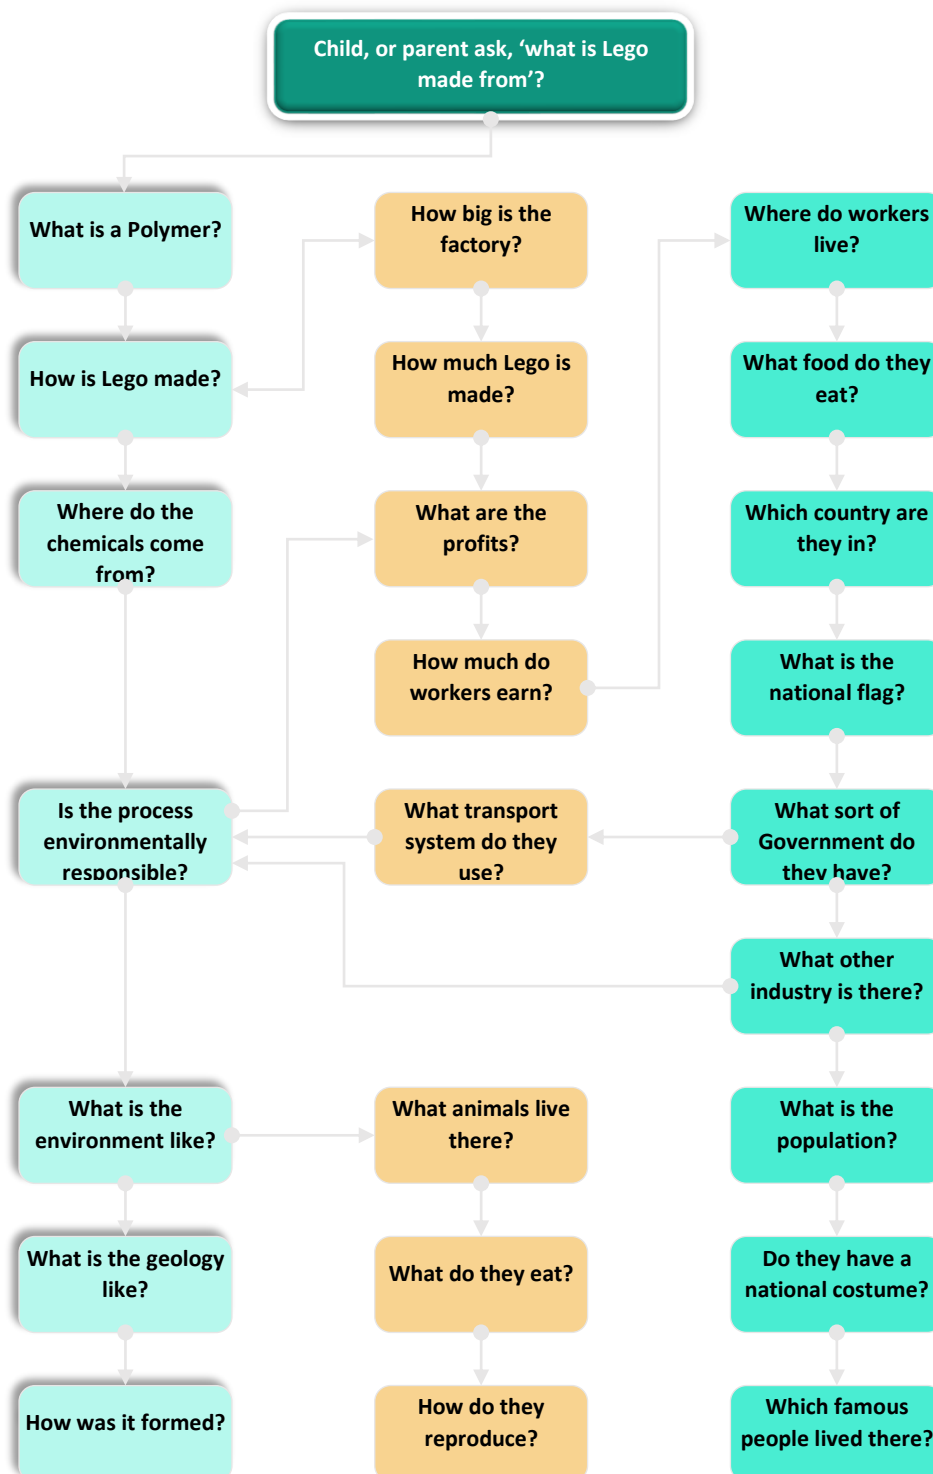 Child, or parent ask, ‘what is Lego
made from’?
What is a Polymer?
How big is the
factory?
Where do workers
live?
How is Lego made?
How much Lego is
made?
What food do they
eat?
Where do the
chemicals come
from?
What are the
profits?
Which country are
they in?
How much do
workers earn?
What is the
national flag?
Is the process
environmentally
responsible?
What transport
system do they
use?
What sort of
Government do
they have?
What other
industry is there?
What is the
environment like?
What animals live
there?
What is the
population?
What is the geology
like?
What do they eat?
Do they have a
national costume?
How was it formed?
How do they
reproduce?
Which famous
people lived there?